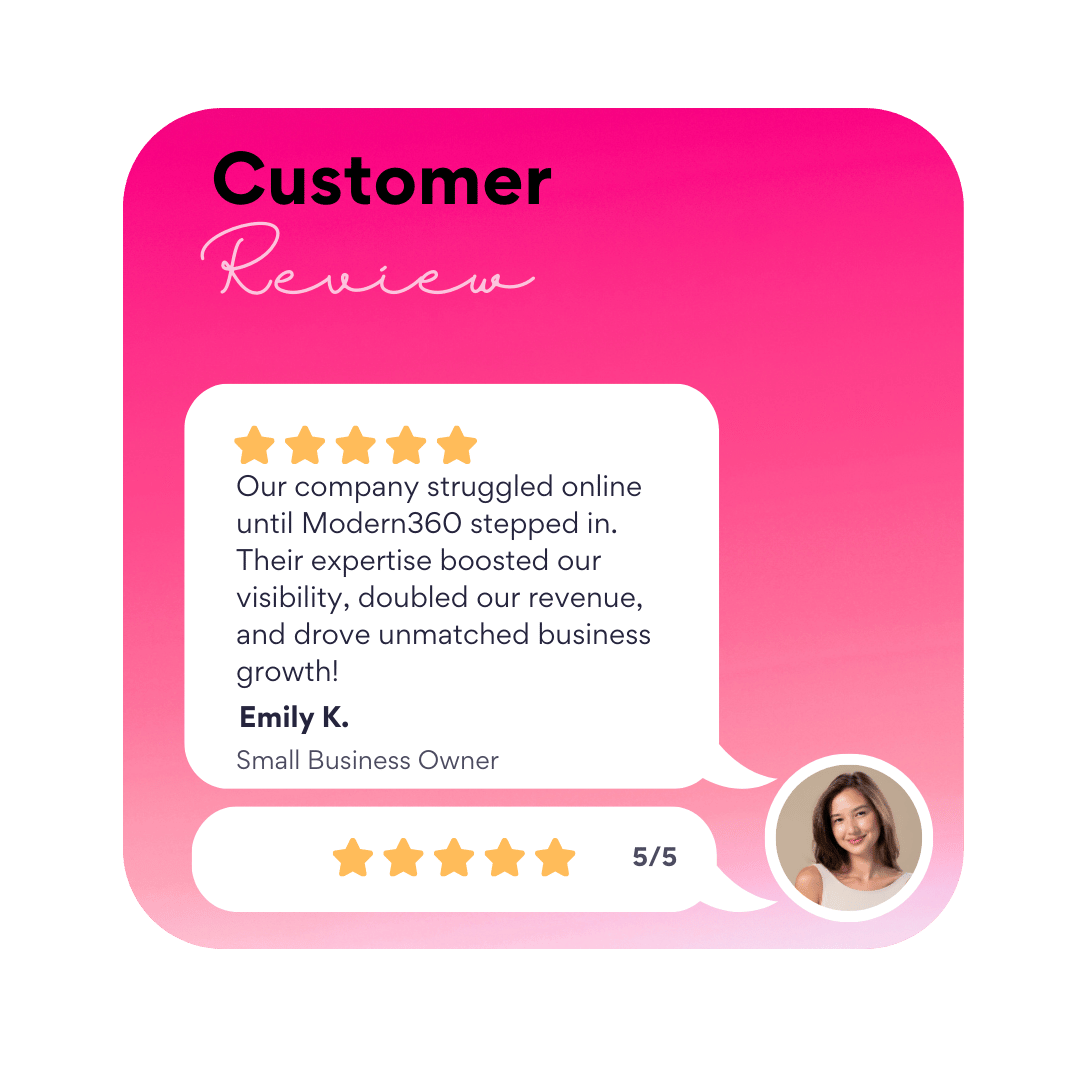 Customer
Review
Our company struggled online
until Modern360 stepped in.
Their expertise boosted our
visibility, doubled our revenue,
and drove unmatched business
growth!
Emily K.
Small Business Owner
5/5